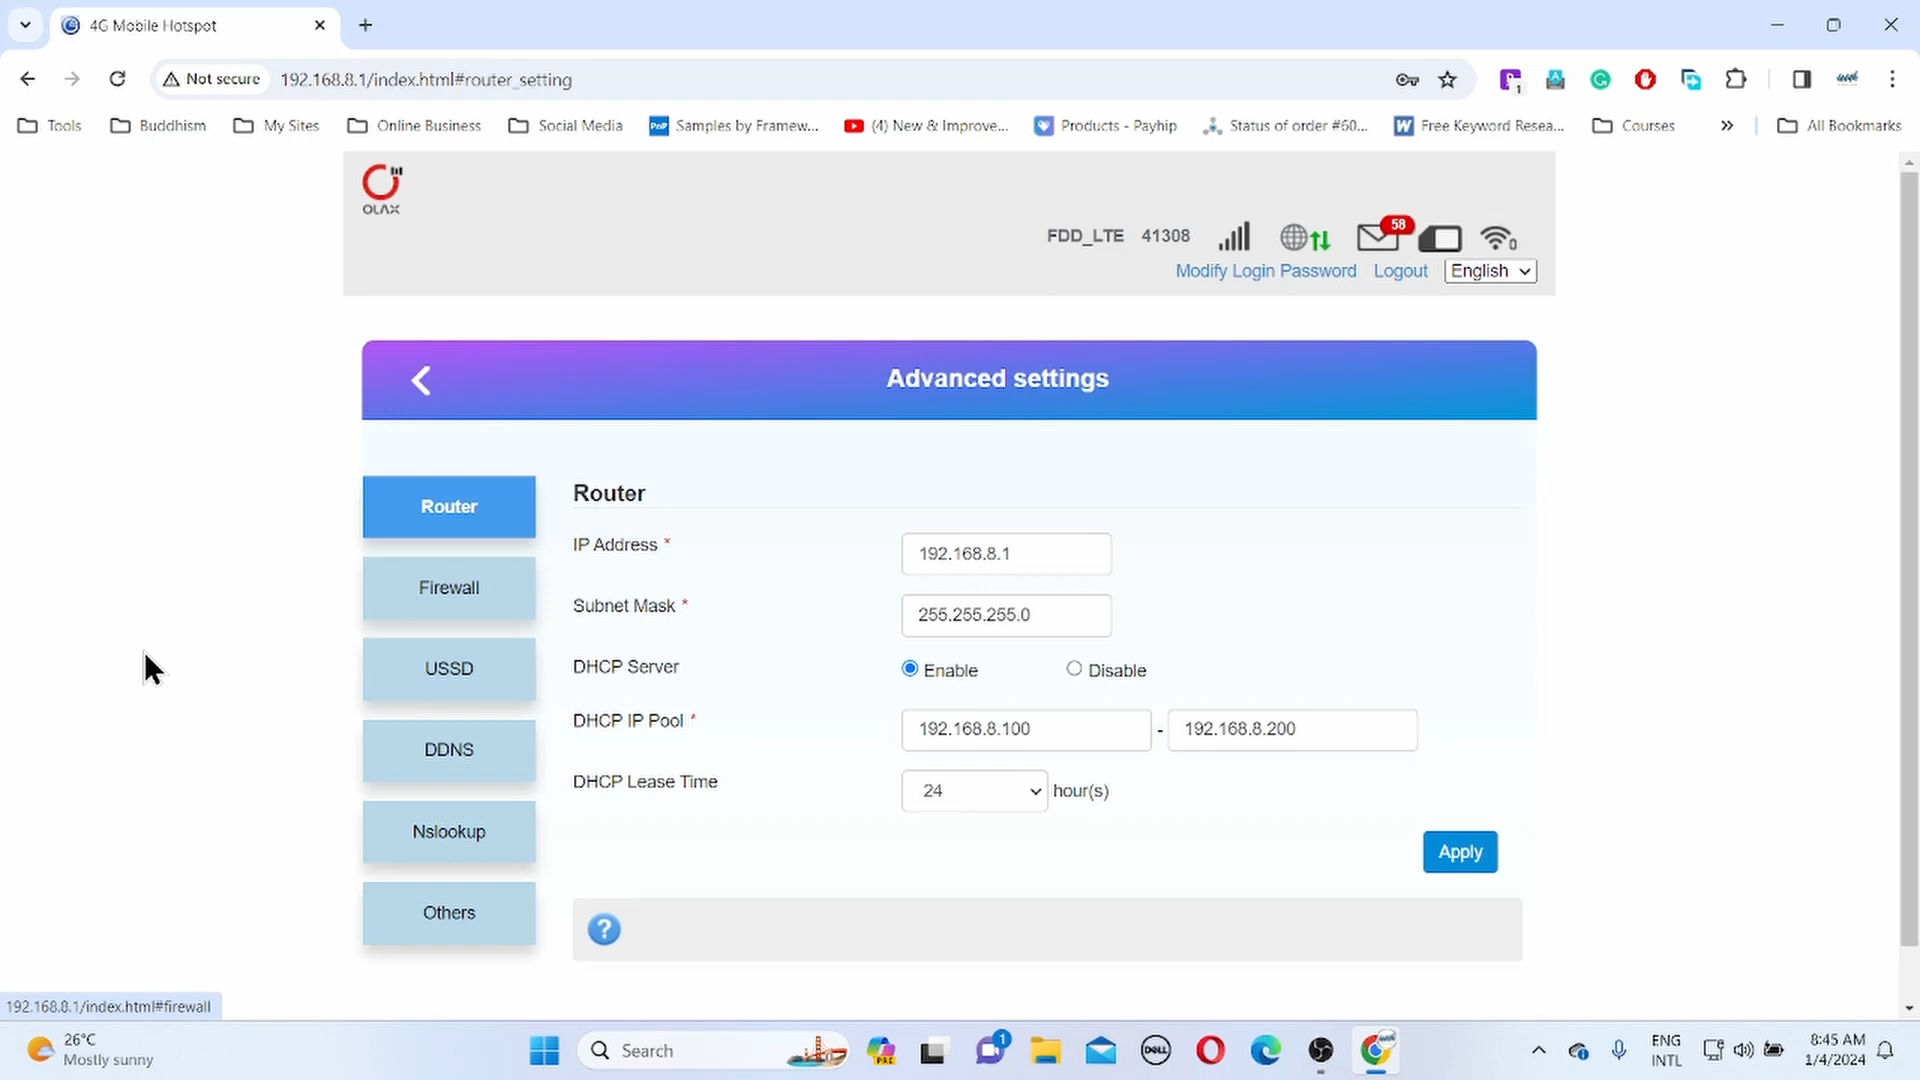 4G Mobile Hotspot
Not secure 192.168.8.1/index.html#router_setting
1
Tools Buddhism My Sites Online Business Social Media Samples by Framew... (4) New & Improve... Products - Payhip Status of order #60... Free Keyword Resea... Courses » All Bookmarks
OLAX
FDD_LTE 41308 58 0
Modify Login Password Logout English
Advanced settings
Router
Firewall
USSD
DDNS
Nslookup
Others
Router
IP Address * 192.168.8.1
Subnet Mask * 255.255.255.0
DHCP Server Enable Disable
DHCP IP Pool * 192.168.8.100 - 192.168.8.200
DHCP Lease Time 24 hour(s)
Apply
?
192.168.8.1/index.html#firewall
26°C
Mostly sunny
Search
PRE
1
DELL
ENG
INTL
8:45 AM
1/4/2024